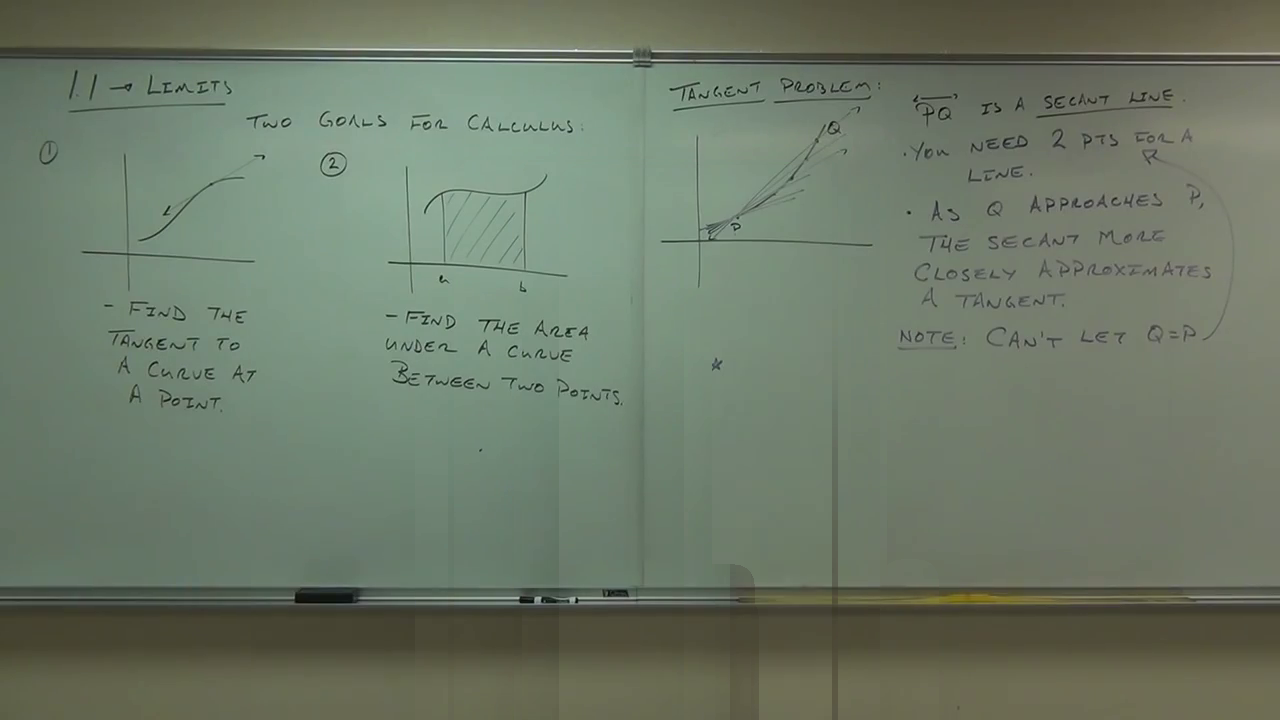 1.1 → LIMITS
TWO GOALS FOR CALCULUS:
①
②
a
b
- FIND THE
TANGENT TO
A CURVE AT
A POINT.
- FIND THE AREA
UNDER A CURVE
BETWEEN TWO POINTS.
TANGENT PROBLEM:
Q
P
PQ IS A SECANT LINE.
• YOU NEED 2 PTS FOR A
LINE.
• AS Q APPROACHES P,
THE SECANT MORE
CLOSELY APPROXIMATES
A TANGENT.
NOTE: CAN'T LET Q=P